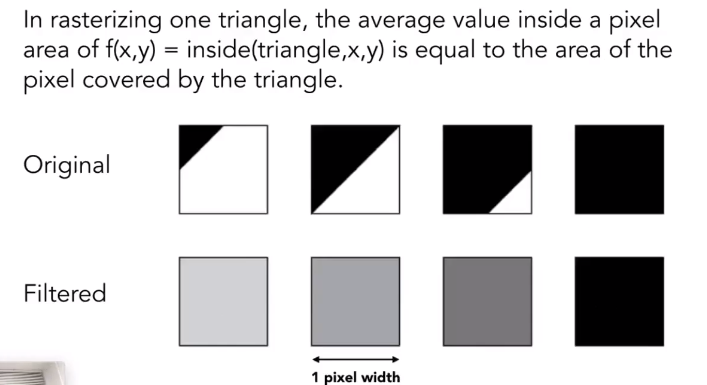 In rasterizing one triangle, the average value inside a pixel
area of f(x,y) = inside(triangle,x,y) is equal to the area of the
pixel covered by the triangle.
Original
Filtered
1 pixel width